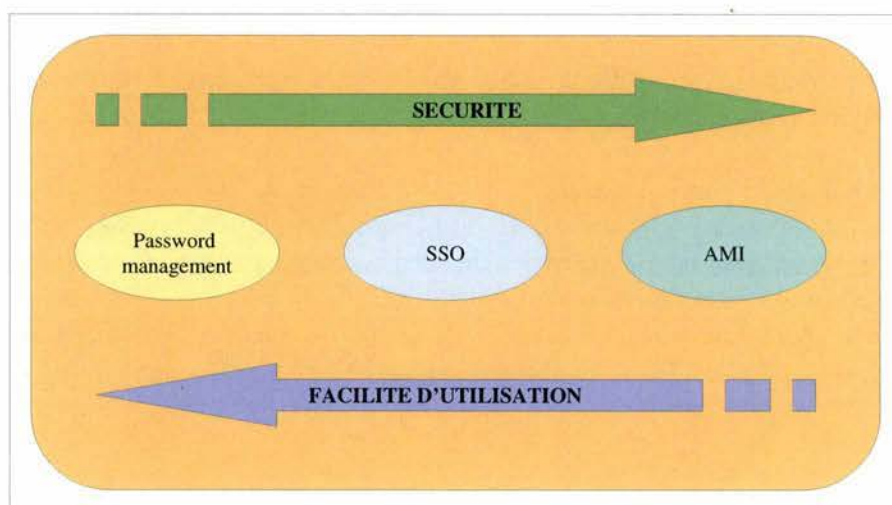 SECURITE
Password
management
SSO
AMI
FACILITE D'UTILISATION